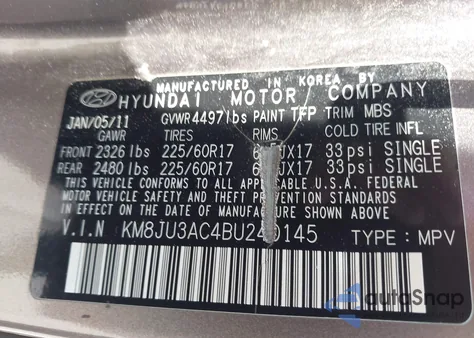 MANUFACTURED IN KOREA BY
HYUNDAI MOTOR COMPANY
JAN/05/11 GVWR 4497lbs PAINT TFP TRIM MBS
GAWR TIRES RIMS COLD TIRE INFL
FRONT 2326 lbs 225/60R17 33psi SINGLE
REAR 2480 lbs 225/60R17 33psi SINGLE
THIS VEHICLE CONFORMS TO ALL APPLICABLE FEDERAL
MOTOR VEHICLE SAFETY AND THEFT PREVENTION STANDARDS
IN EFFECT ON THE DATE OF MANUFACTURE SHOWN ABOVE.
V.I.N TYPE : MPV
autoSnap